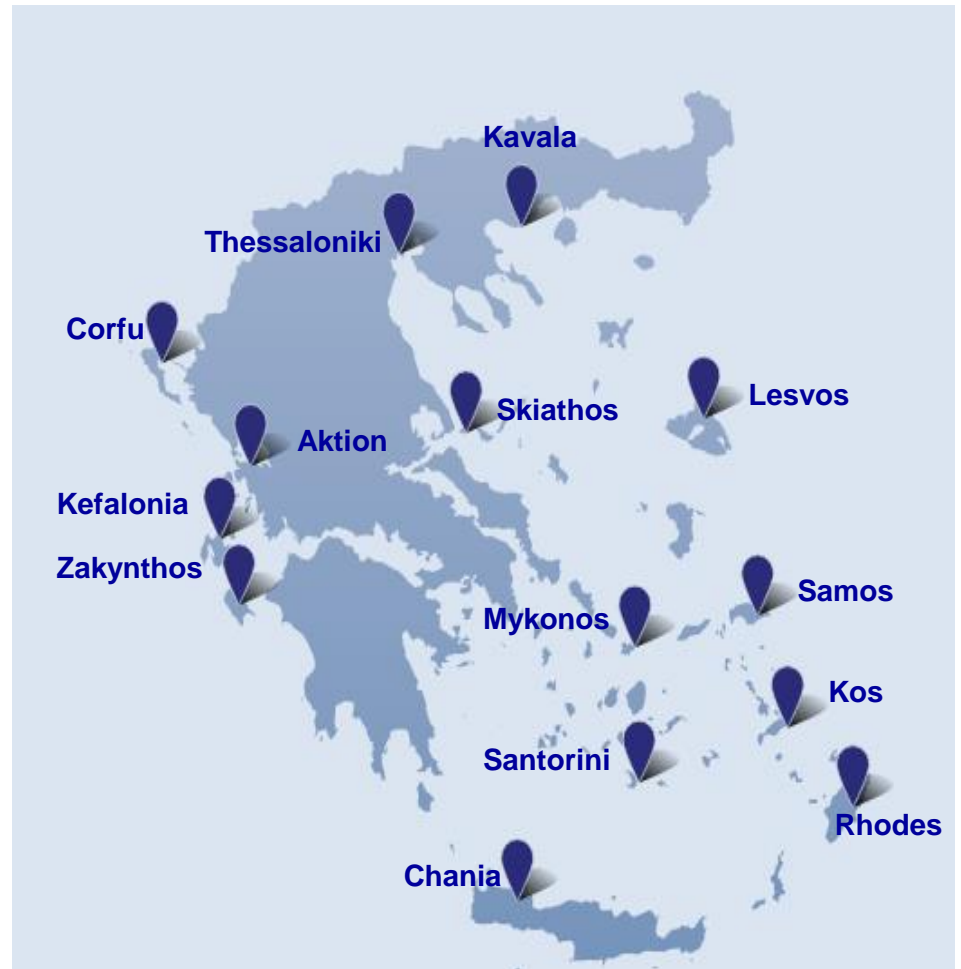 Kavala
Thessaloniki
Corfu
Skiathos
Lesvos
Aktion
Kefalonia
Zakynthos
Samos
Mykonos
Kos
Santorini
Rhodes
Chania